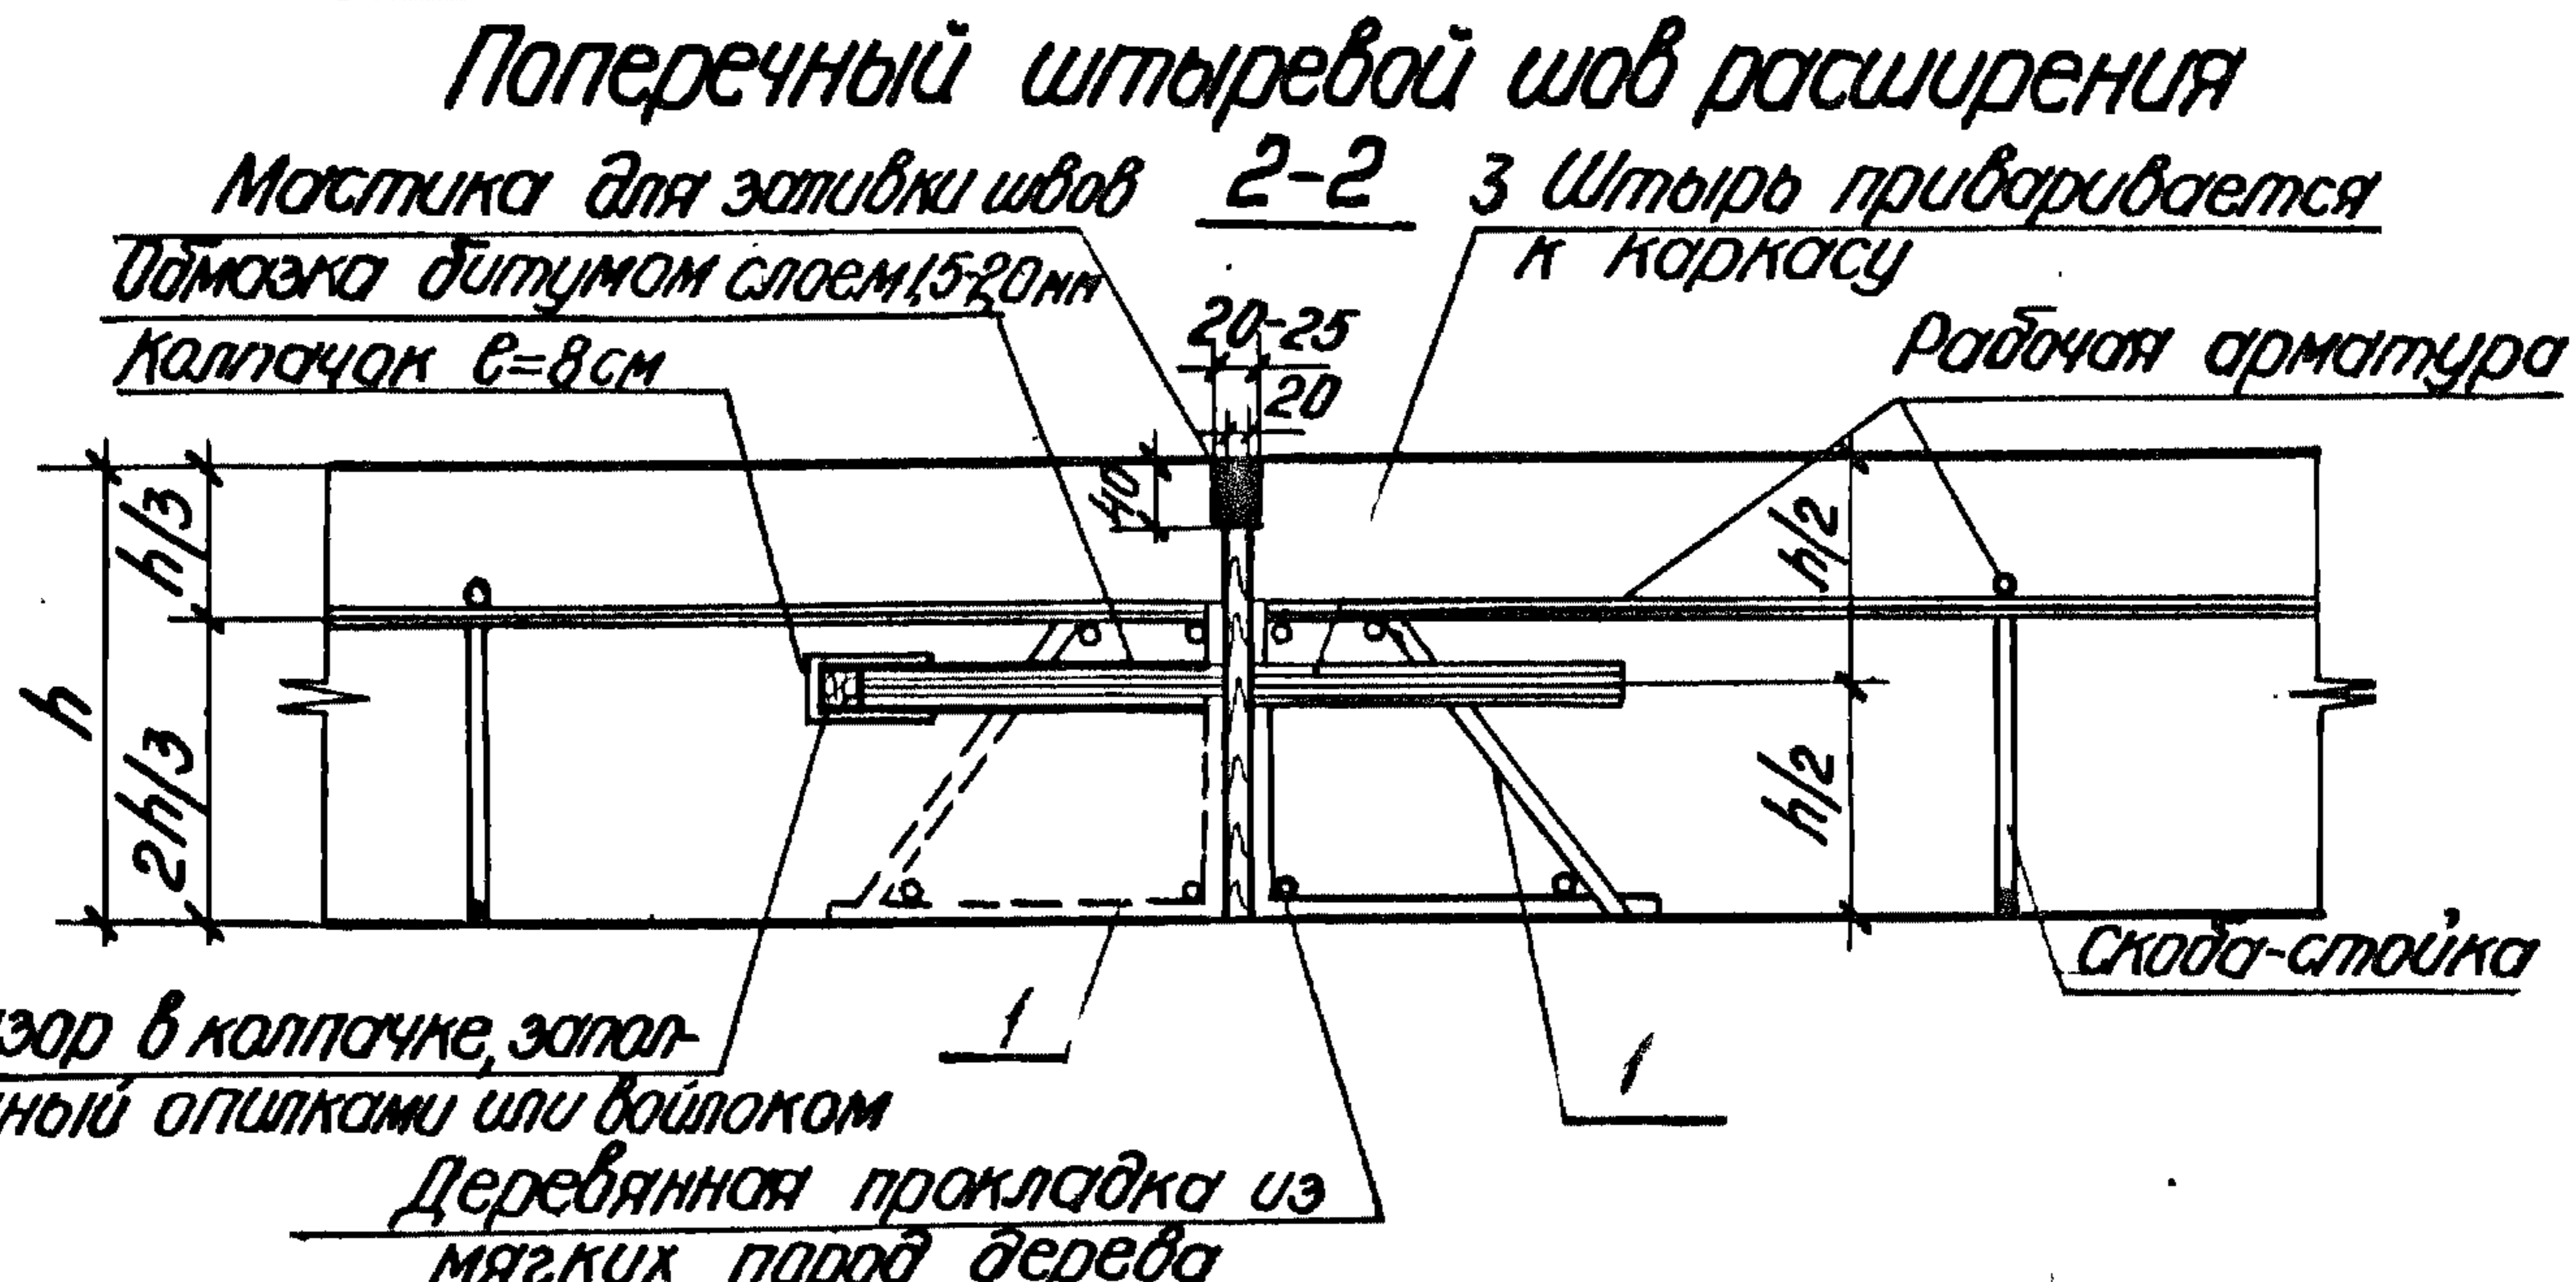 Поперечный штыревой шов расширения
Мастика для заливки швов
2-2
3 Штырь приваривается
к каркасу
Обмазка битумом слоем 1,5-2,0 мм
Колпачок l=8см
20-25
20
Рабочая арматура
40
h/3
h/2
h
2h/3
h/2
Скоба-стойка
зор в колпачке, запол-
ный опилками или войлоком
1
1
Деревянная прокладка из
мягких пород дерева